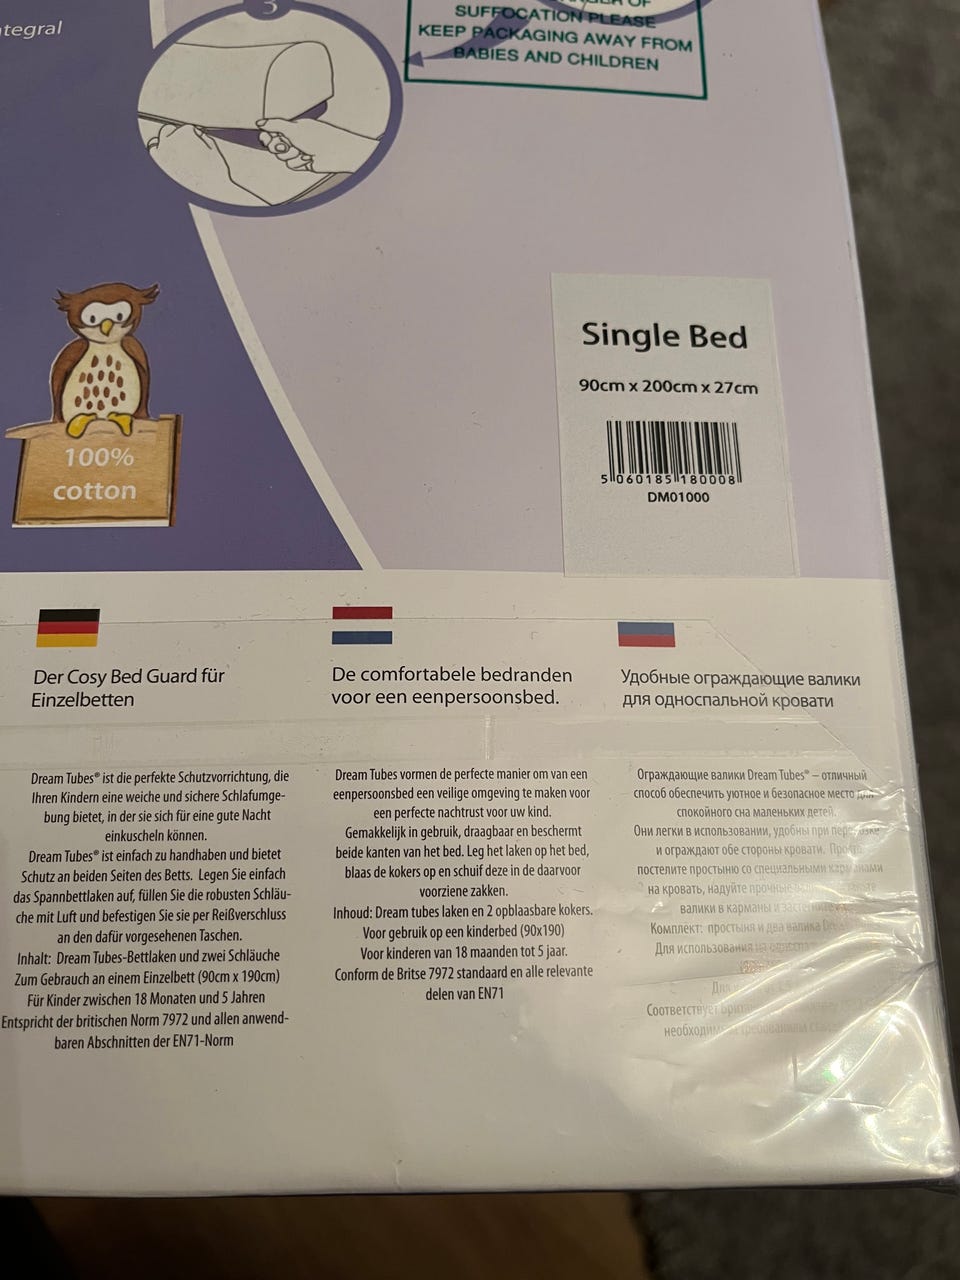 ntegral
3
SUFFOCATION PLEASE
KEEP PACKAGING AWAY FROM
BABIES AND CHILDREN
Single Bed
90cm x 200cm x 27cm
5 060185 180008
DM01000
100%
cotton
Der Cosy Bed Guard für
Einzelbetten
Dream Tubes® ist die perfekte Schutzvorrichtung, die
Ihren Kindern eine weiche und sichere Schlafumge-
bung bietet, in der sie sich für eine gute Nacht
einkuscheln können.
Dream Tubes® ist einfach zu handhaben und bietet
Schutz an beiden Seiten des Betts. Legen Sie einfach
das Spannbettlaken auf, füllen Sie die robusten Schläu-
che mit Luft und befestigen Sie sie per Reißverschluss
an den dafür vorgesehenen Taschen.
Inhalt: Dream Tubes-Bettlaken und zwei Schläuche
Zum Gebrauch an einem Einzelbett (90cm x 190cm)
Für Kinder zwischen 18 Monaten und 5 Jahren
Entspricht der britischen Norm 7972 und allen anwend-
baren Abschnitten der EN71-Norm
De comfortabele bedranden
voor een eenpersoonsbed.
Dream Tubes vormen de perfecte manier om van een
eenpersoonsbed een veilige omgeving te maken voor
een perfecte nachtrust voor uw kind.
Gemakkelijk in gebruik, draagbaar en beschermt
beide kanten van het bed. Leg het laken op het bed,
blaas de kokers op en schuif deze in de daarvoor
voorziene zakken.
Inhoud: Dream tubes laken en 2 opblaasbare kokers.
Voor gebruik op een kinderbed (90x190)
Voor kinderen van 18 maanden tot 5 jaar.
Conform de Britse 7972 standaard en alle relevante
delen van EN71
Удобные ограждающие валики
для односпальной кровати
Ограждающие валики Dream Tubes® – отличный
способ обеспечить уютное и безопасное место для
спокойного сна маленьких детей.
Они легки в использовании, удобны при перевозке
и ограждают обе стороны кровати. Просто
постелите простыню со специальными карманами
на кровать, надуйте прочные
валики в карманы и застегните
Комплект: простыня и два валика
Для использования на
Для
Соответствует
необходимым требованиям